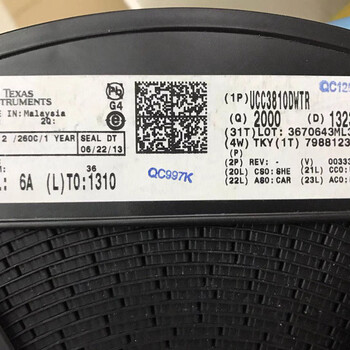 TEXAS
INSTRUMENTS
E IN: Malaysia
2Q:
Pb
G4
e
2 /260C/1 YEAR
SEAL DT
06/22/13
36
: 6A (L)TO:1310
QC997K
(1P) UCC3810DWTR
(Q) 2000 (D) 132
(31T)LOT: 3670643ML
(4W) TKY(1T) 7988123
(P)
(2P) REV: - (V) 00333
(20L) CSO:SHE (21L) CCO:
(22L) ASO:CAR (23L) ACO: